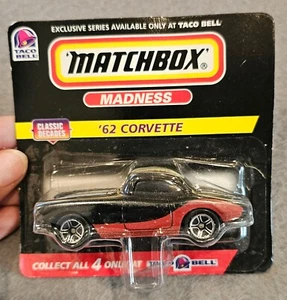 EXCLUSIVE SERIES AVAILABLE ONLY AT TACO BELL®
TACO
BELL®
MATCHBOX®
MADNESS
CLASSIC
DECADES
'62 CORVETTE
COLLECT ALL 4 ONLY AT TACO BELL